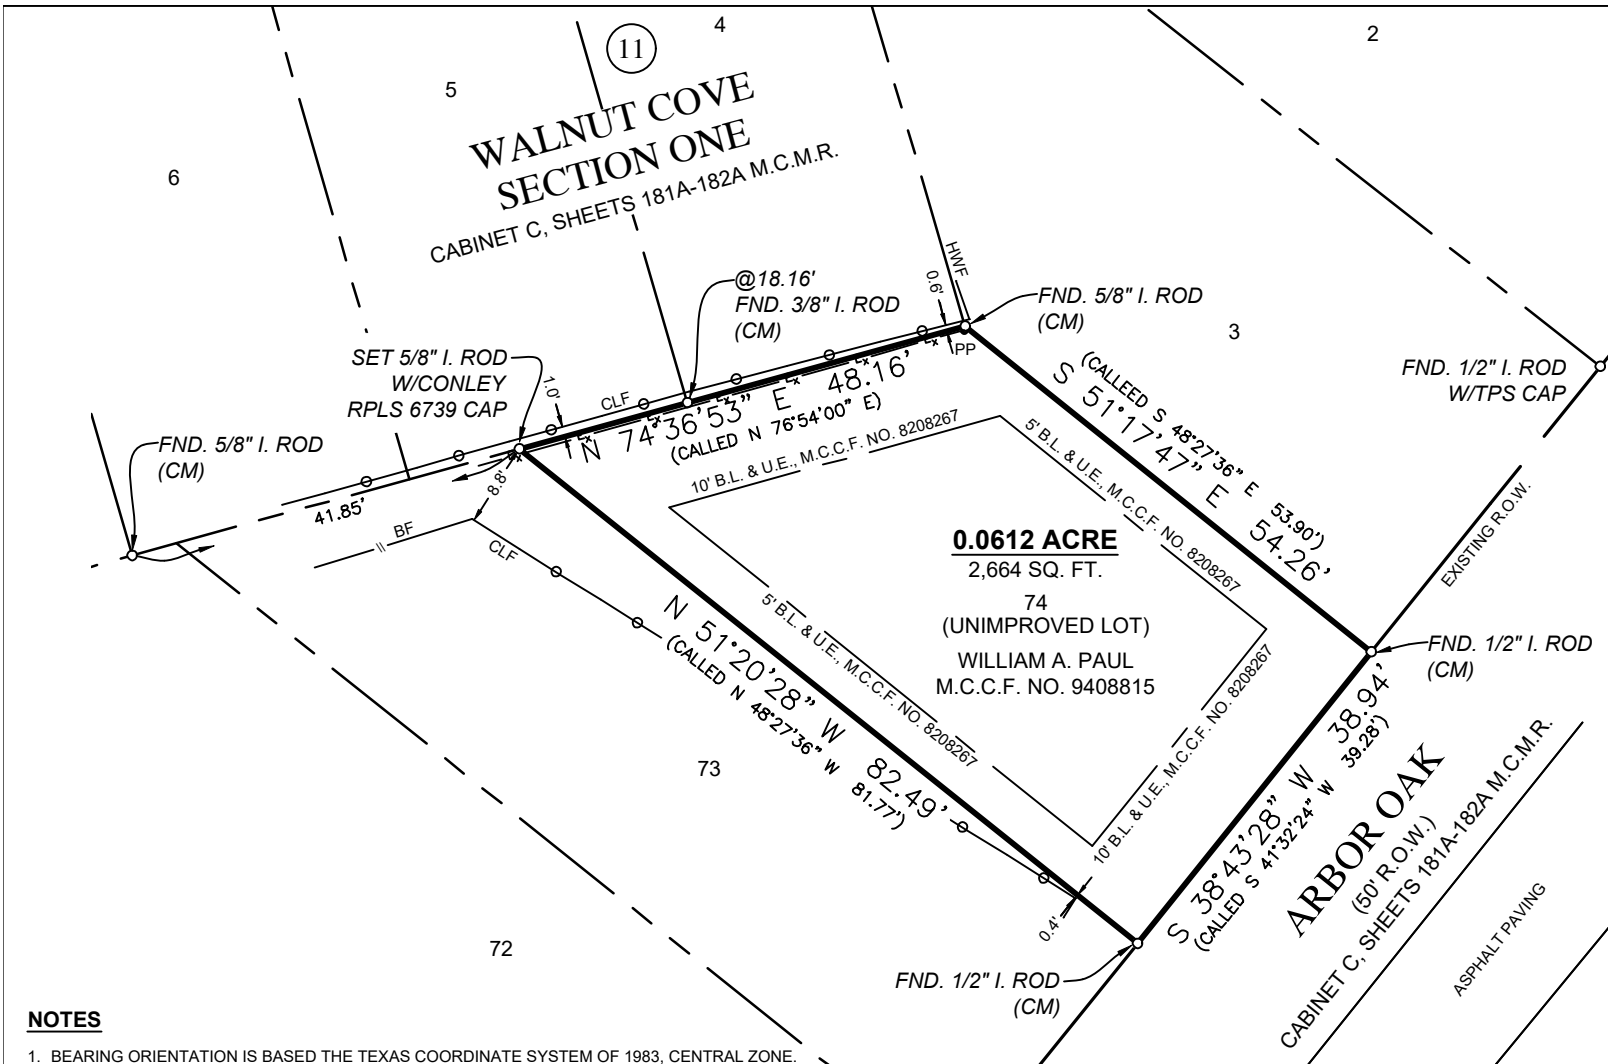 4
11
2
5
WALNUT COVE
SECTION ONE
CABINET C, SHEETS 181A-182A M.C.M.R.
6
HWF
0.6'
@18.16'
FND. 3/8" I. ROD
(CM)
FND. 5/8" I. ROD
(CM)
3
SET 5/8" I. ROD
W/CONLEY
RPLS 6739 CAP
1.0'
CLF
PP
FND. 1/2" I. ROD
W/TPS CAP
N 74°36'53" E 48.16'
(CALLED N 76°54'00" E)
(CALLEED S 48°27'36" E 53.90')
S 51°17'47" E 54.26'
FND. 5/8" I. ROD
(CM)
41.85'
8.8'
BF
CLF
10' B.L. & U.E., M.C.C.F. NO. 8208267
5' B.L. & U.E., M.C.C.F. NO. 8208267
EXISTING R.O.W.
0.0612 ACRE
2,664 SQ. FT.
74
(UNIMPROVED LOT)
WILLIAM A. PAUL
M.C.C.F. NO. 9408815
5' B.L. & U.E., M.C.C.F. NO. 8208267
N 51°20'28" W 82.49'
(CALLED N 48°27'36" W 81.77')
10' B.L. & U.E., M.C.C.F. NO. 8208267
FND. 1/2" I. ROD
(CM)
S 38°43'28" W 38.94'
(CALLED S 41°32'24" W 39.28')
73
ARBOR OAK
(50' R.O.W.)
CABINET C, SHEETS 181A-182A M.C.M.R.
ASPHALT PAVING
0.4'
72
FND. 1/2" I. ROD
(CM)
NOTES
1. BEARING ORIENTATION IS BASED THE TEXAS COORDINATE SYSTEM OF 1983, CENTRAL ZONE.